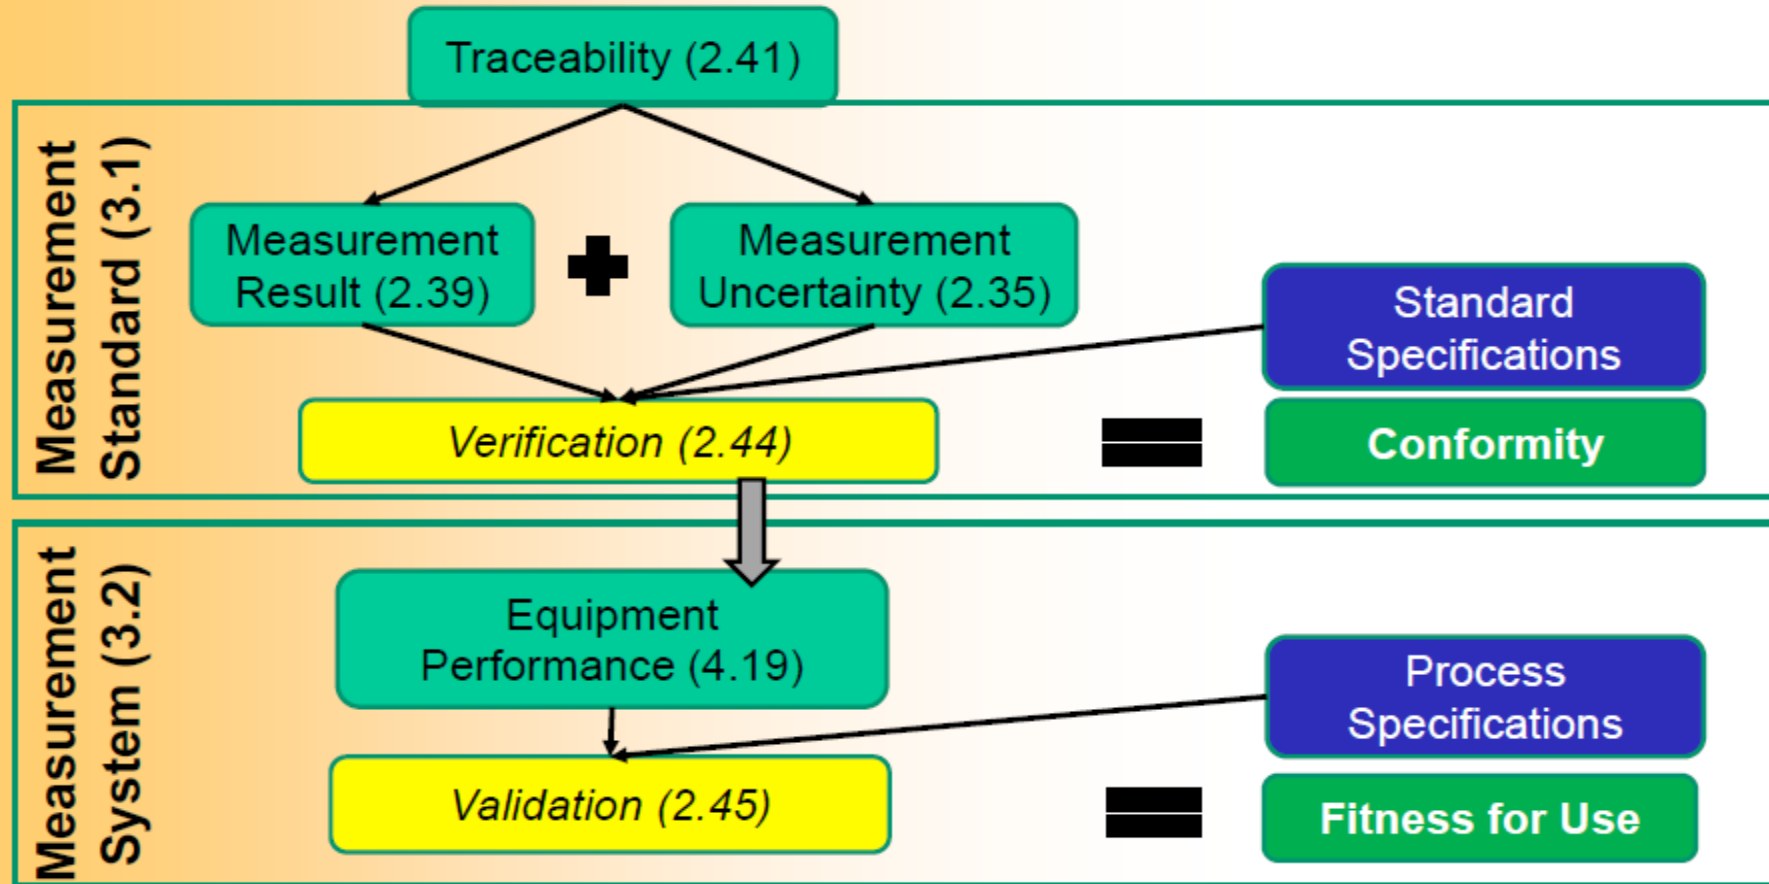 Traceability (2.41)
Measurement
Standard (3.1)
Measurement
Result (2.39)
Measurement
Uncertainty (2.35)
Standard
Specifications
Verification (2.44)
Conformity
Measurement
System (3.2)
Equipment
Performance (4.19)
Process
Specifications
Validation (2.45)
Fitness for Use